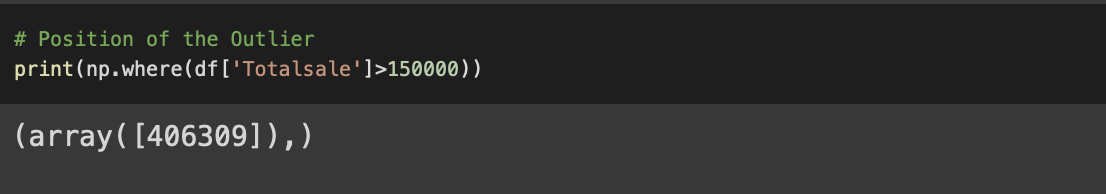 # Position of the Outlier
print(np.where(df['Totalsale']>150000))
(array([406309]),)